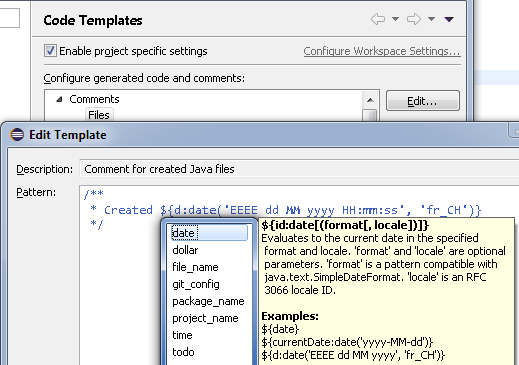 Code Templates
Enable project specific settings
Configure Workspace Settings...
Configure generated code and comments:
Comments
Files
Edit...
Edit Template
Description:
Comment for created Java files
Pattern:
/**
* Created ${d:date('EEEE dd MM yyyy HH:mm:ss', 'fr_CH')}
*/
date
dollar
file_name
git_config
package_name
project_name
time
todo
${id:date[(format[, locale])]}
Evaluates to the current date in the specified
format and locale. 'format' and 'locale' are optional
parameters. 'format' is a pattern compatible with
java.text.SimpleDateFormat. 'locale' is an RFC
3066 locale ID.
Examples:
${date}
${currentDate:date('yyyy-MM-dd')}
${d:date('EEEE dd MM yyyy', 'fr_CH')}